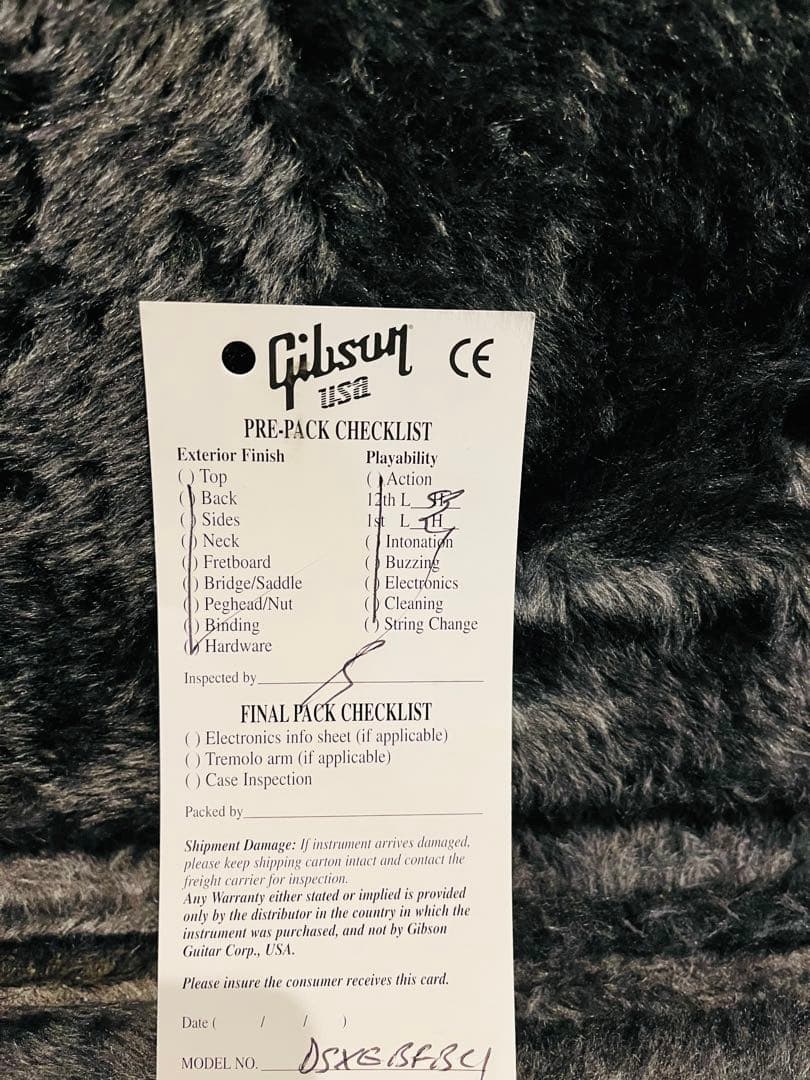 Gibson CE
USA
PRE-PACK CHECKLIST
Exterior Finish Playability
( ) Top ( ) Action
( ) Back 12th L H
( ) Sides 1st L H
( ) Neck ( ) Intonation
( ) Fretboard ( ) Buzzing
( ) Bridge/Saddle ( ) Electronics
( ) Peghead/Nut ( ) Cleaning
( ) Binding ( ) String Change
( ) Hardware
Inspected by
FINAL PACK CHECKLIST
( ) Electronics info sheet (if applicable)
( ) Tremolo arm (if applicable)
( ) Case Inspection
Packed by
Shipment Damage: If instrument arrives damaged,
please keep shipping carton intact and contact the
freight carrier for inspection.
Any Warranty either stated or implied is provided
only by the distributor in the country in which the
instrument was purchased, and not by Gibson
Guitar Corp., USA.
Please insure the consumer receives this card.
Date ( / / )
MODEL NO. DSXEBFBC1